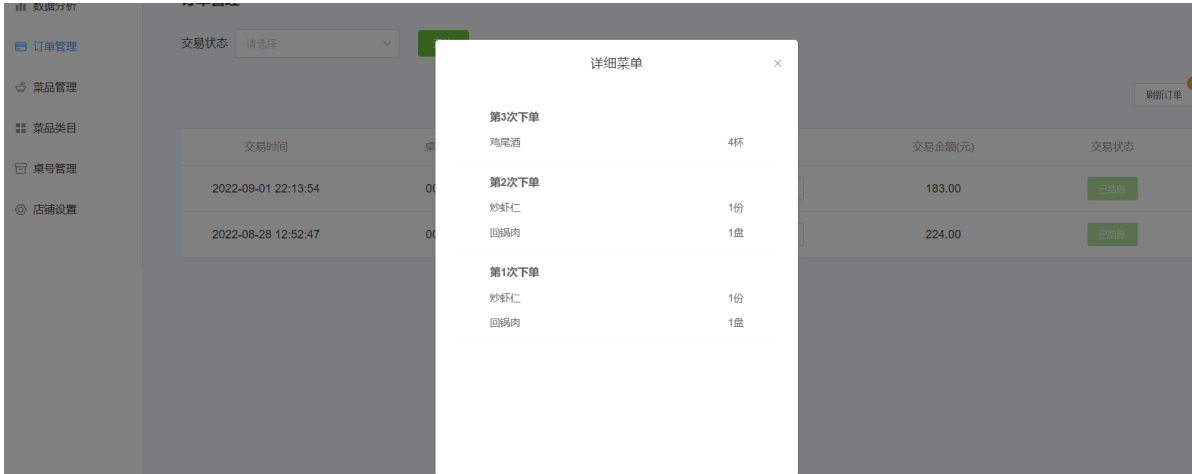 数据分析
订单管理
订单管理
交易状态 请选择
详细菜单 ×
菜品管理
刷新订单
菜品类目
交易时间 桌 交易金额(元) 交易状态
桌号管理
2022-09-01 22:13:54 00 183.00 已结账
店铺设置
2022-08-28 12:52:47 00 224.00 已结账
第3次下单
鸡尾酒 4杯
第2次下单
炒虾仁 1份
回锅肉 1盘
第1次下单
炒虾仁 1份
回锅肉 1盘